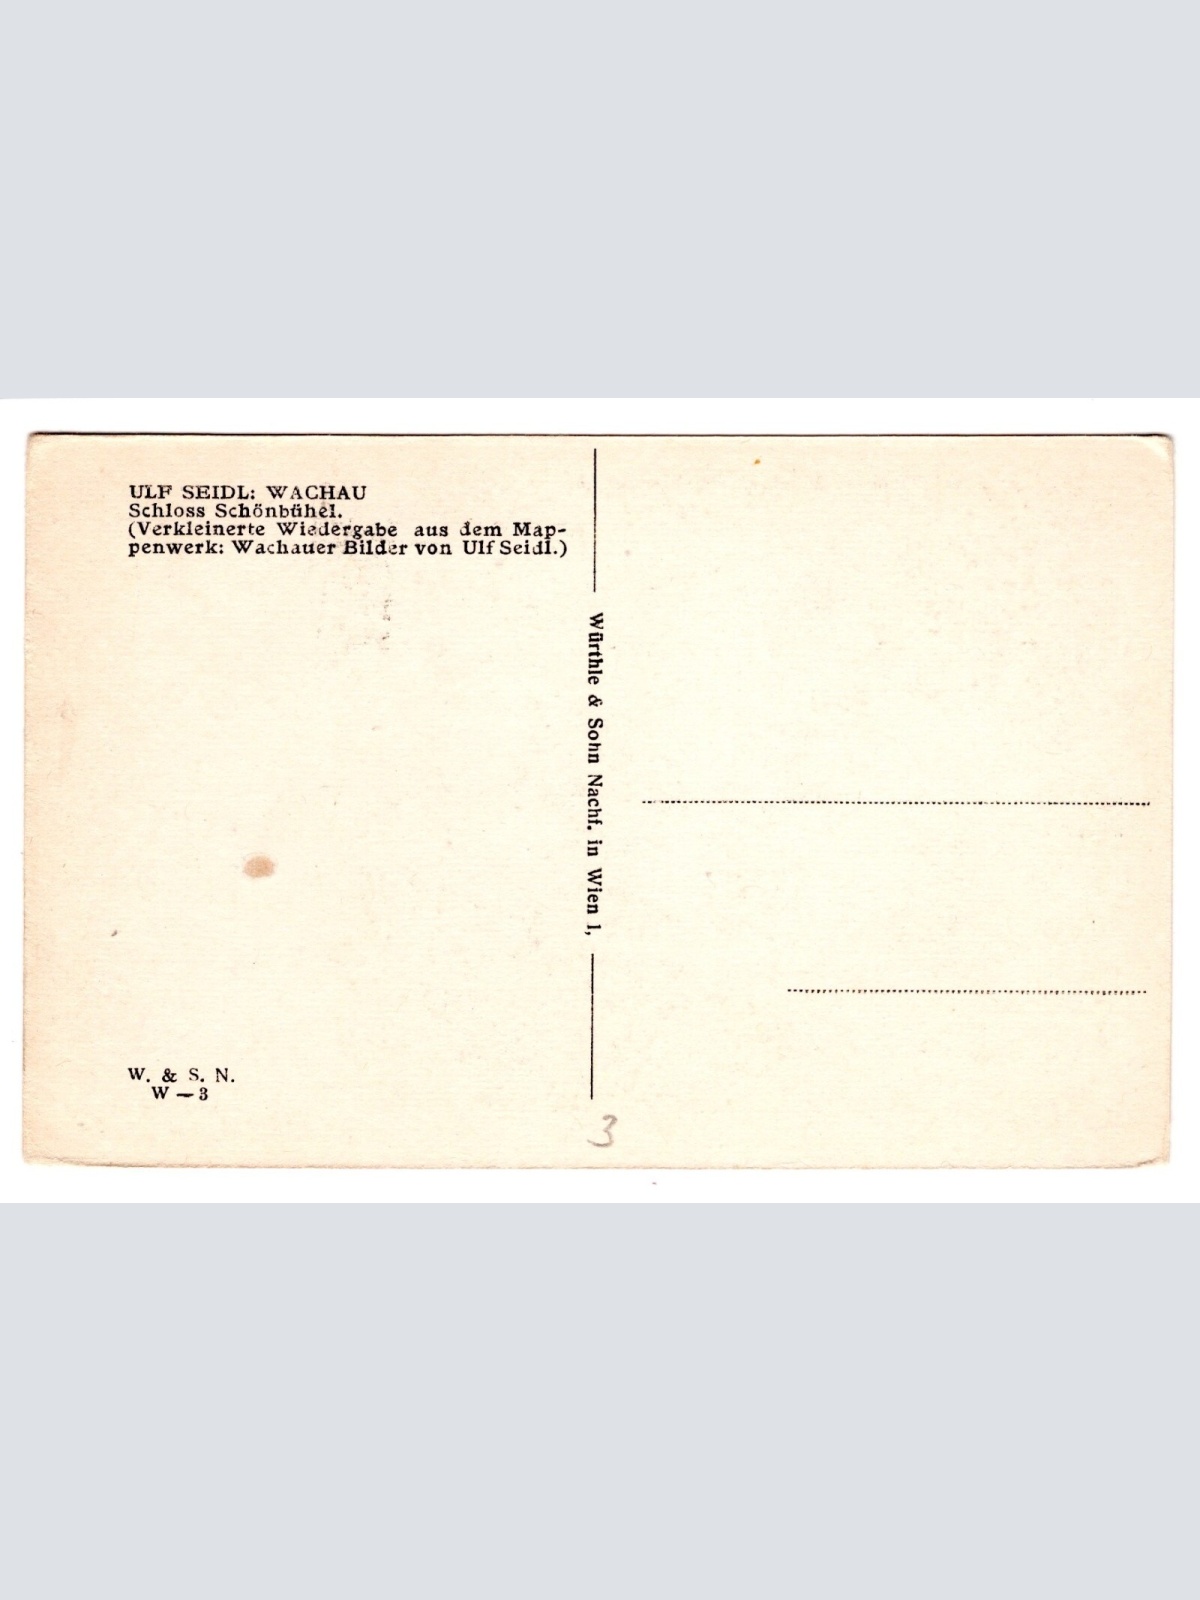 ULF SEIDL: WACHAU
Schloss Schönbühel.
(Verkleinerte Wiedergabe aus dem Map-
penwerk: Wachauer Bilder von Ulf Seidl.)
Würthle & Sohn Nachf. in Wien I,
W. & S. N.
W — 3
3